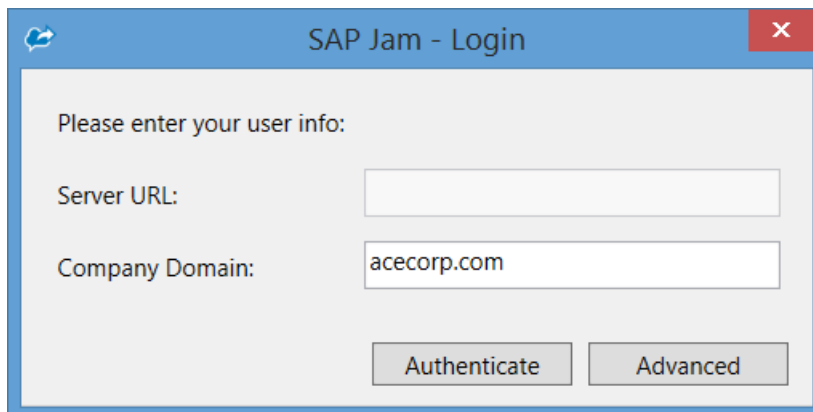 SAP Jam - Login
Please enter your user info:
Server URL:
Company Domain: acecorp.com
Authenticate Advanced